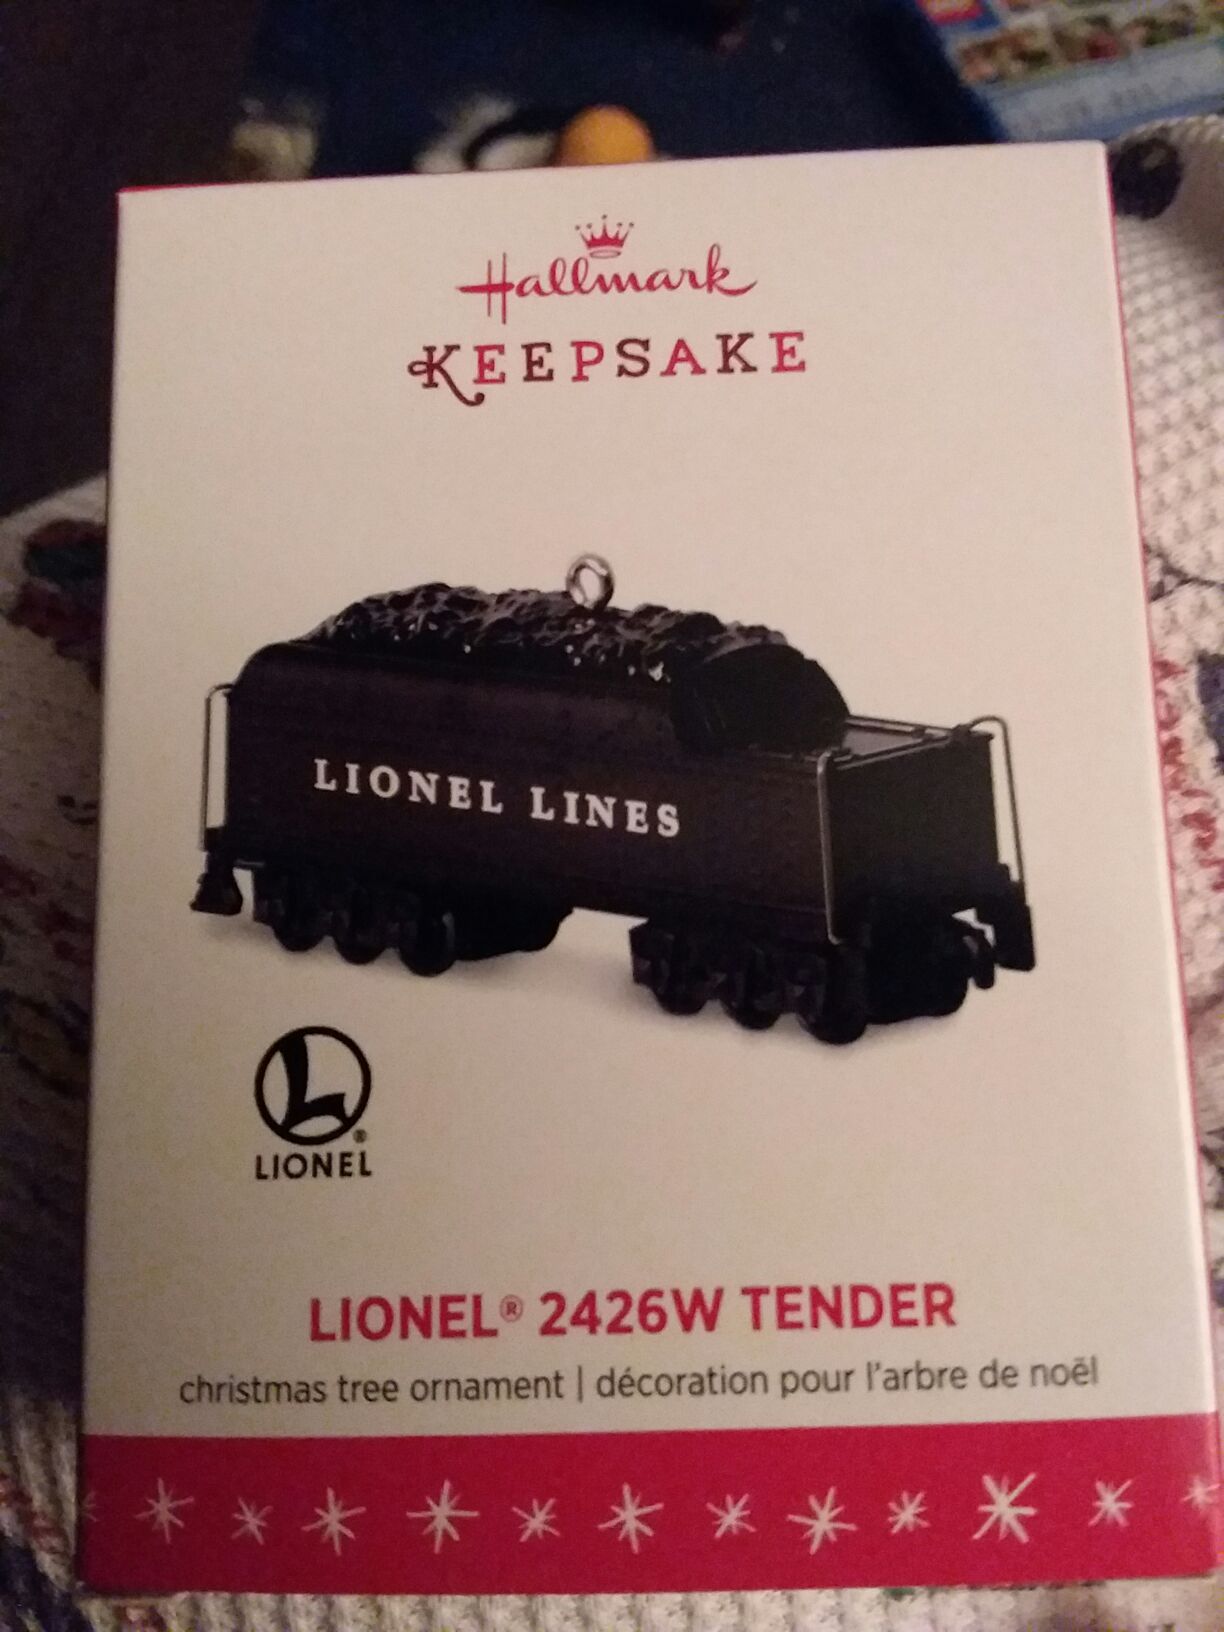 Hallmark
KEEPSAKE
LIONEL LINES
L®
LIONEL
LIONEL® 2426W TENDER
christmas tree ornament | décoration pour l'arbre de noël